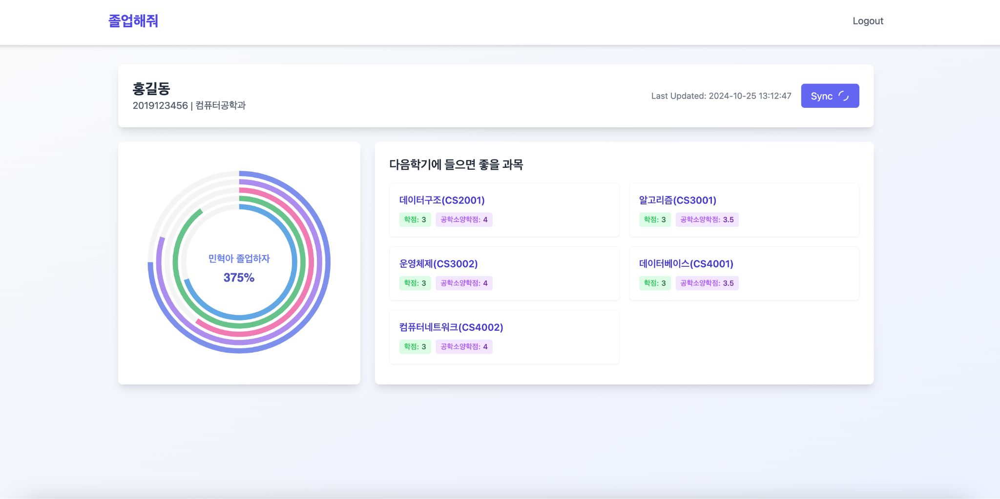 졸업해줘
Logout
홍길동
2019123456 | 컴퓨터공학과
Last Updated: 2024-10-25 13:12:47
Sync
민혁아 졸업하자
375%
다음학기에 들으면 좋을 과목
데이터구조(CS2001)
학점: 3 공학소양학점: 4
알고리즘(CS3001)
학점: 3 공학소양학점: 3.5
운영체제(CS3002)
학점: 3 공학소양학점: 4
데이터베이스(CS4001)
학점: 3 공학소양학점: 3.5
컴퓨터네트워크(CS4002)
학점: 3 공학소양학점: 4